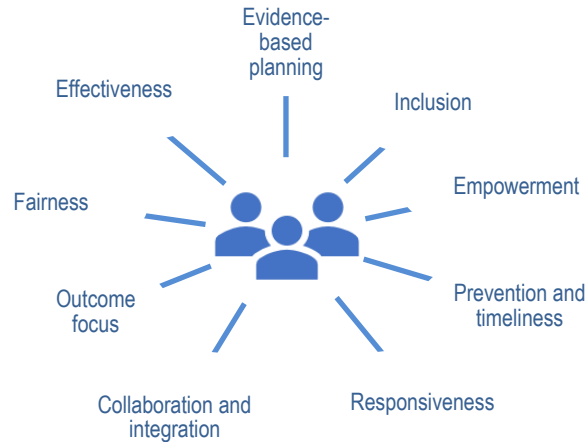 Evidence-
based
planning
Effectiveness
Inclusion
Empowerment
Fairness
Prevention and
timeliness
Outcome
focus
Responsiveness
Collaboration and
integration